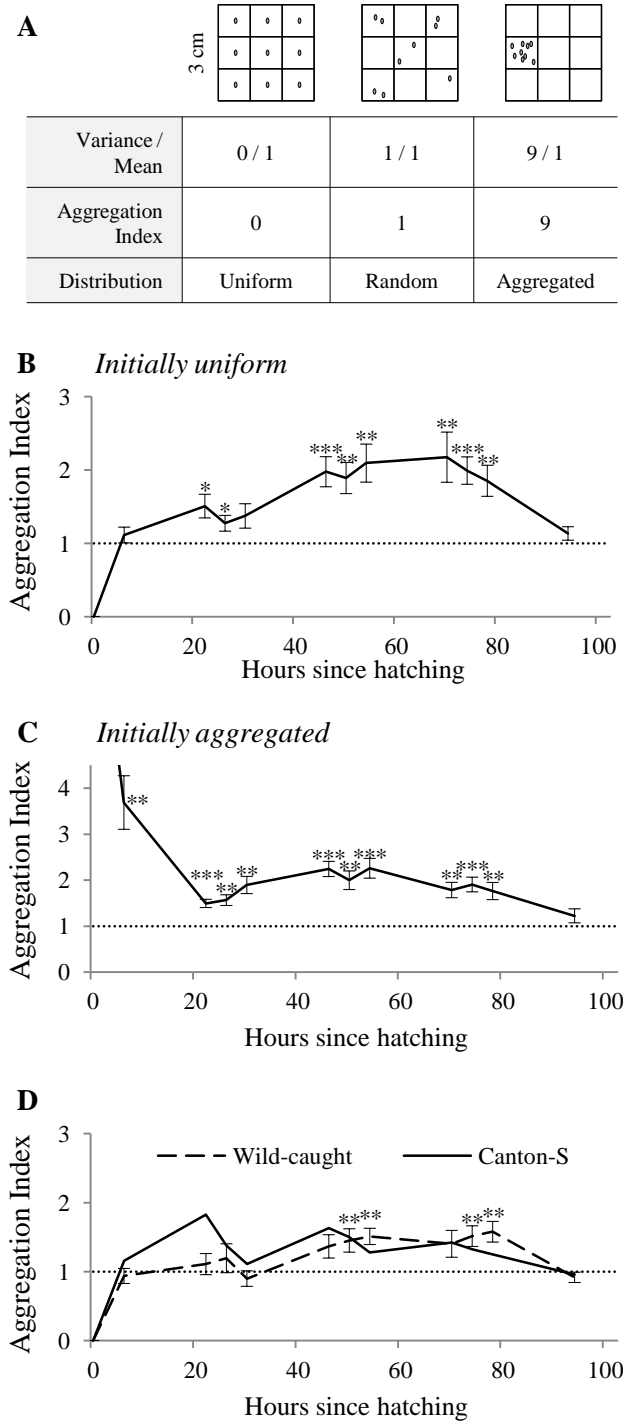 A
3 cm
Variance / Mean 0 / 1 1 / 1 9 / 1
Aggregation Index 0 1 9
Distribution Uniform Random Aggregated
B Initially uniform
Aggregation Index
3
2
1
0
* * *** ** ** ** *** **
0 20 40 60 80 100
Hours since hatching
C Initially aggregated
Aggregation Index
4
3
2
1
0
** *** ** ** *** ** *** ** *** **
0 20 40 60 80 100
Hours since hatching
D
Aggregation Index
3
2
1
0
Wild-caught Canton-S
** ** ** **
0 20 40 60 80 100
Hours since hatching